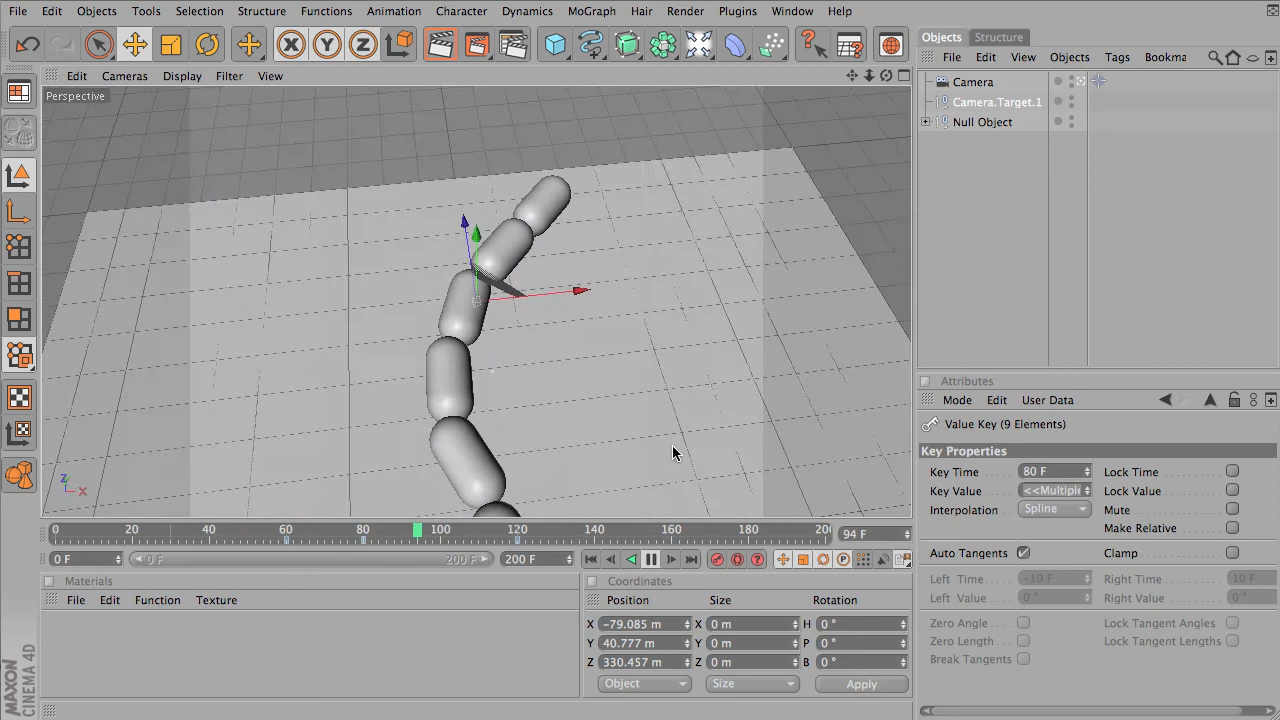 File Edit Tools Selection Structure Functions Animation Character Dynamics MoGraph Hair Render Plugins Window Help
Objects Structure
File Edit View Objects Tags Bookma
Edit Cameras Display Filter View
Perspective
Camera
Camera.Target.1
Null Object
Attributes
Mode Edit User Data
Value Key (9 Elements)
Key Properties
Key Time 80 F Lock Time
Key Value <<Multipl Lock Value
Interpolation Spline Mute
Make Relative
Auto Tangents Clamp
Left Time -10 F Right Time 10 F
Left Value 0 ° Right Value 0 °
Zero Angle Lock Tangent Angles
Zero Length Lock Tangent Lengths
Break Tangents
Z X
0 20 40 60 80 100 120 140 160 180 20 94 F
0 F 0 F 200 F 200 F
Materials
File Edit Function Texture
Coordinates
Position Size Rotation
X -79.085 m X 0 m H 0 °
Y 40.777 m Y 0 m P 0 °
Z 330.457 m Z 0 m B 0 °
Object Size Apply
MAXON
CINEMA 4D